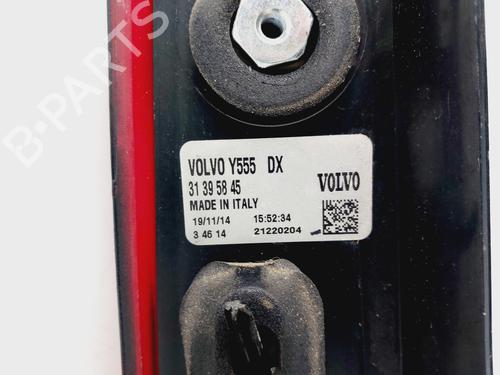 B-PARTS
VOLVO Y555 DX
31 39 58 45
VOLVO
MADE IN ITALY
19/11/14 15:52:34
3 46 14 21220204